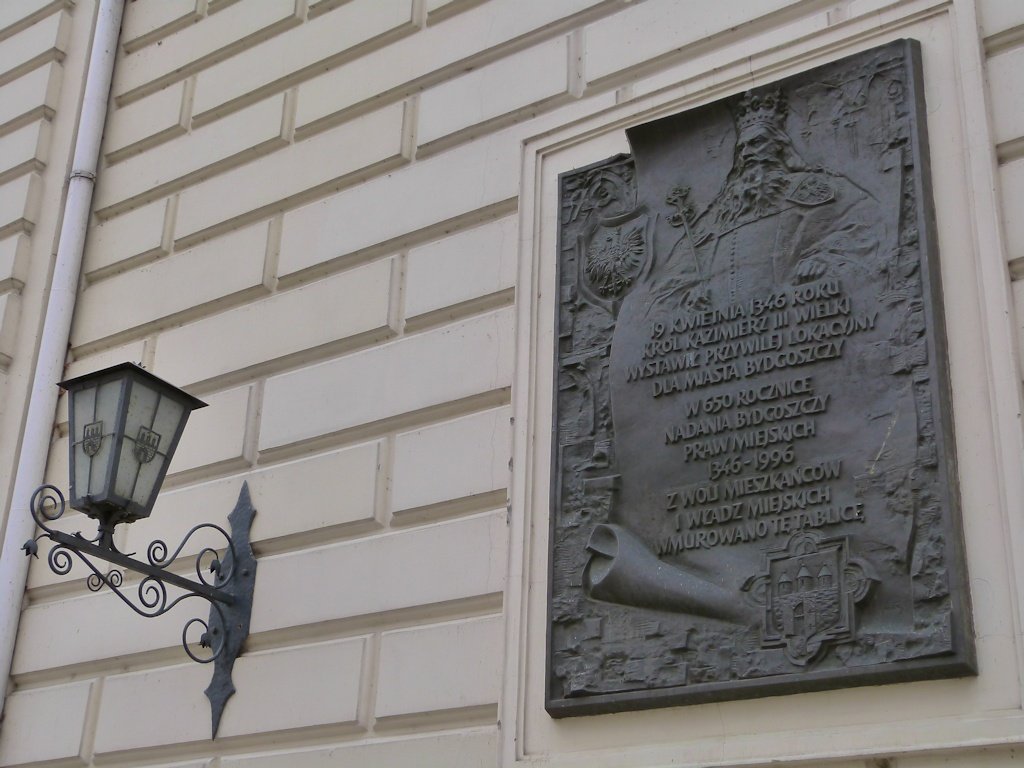 19 KWIETNIA 1346 ROKU
KRÓL KAZIMIERZ III WIELKI
WYSTAWIŁ PRZYWILEJ LOKACYJNY
DLA MIASTA BYDGOSZCZY
W 650 ROCZNICĘ
NADANIA BYDGOSZCZY
PRAW MIEJSKICH
1346-1996
Z WOLI MIESZKAŃCÓW
I WŁADZ MIEJSKICH
WMUROWANO TĘ TABLICĘ